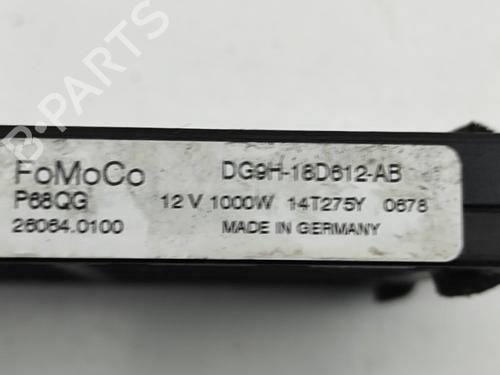 B-PARTS
FoMoCo DG9H-18D612-AB
P68QG 12 V 1000W 14T275Y 0678
26064.0100 MADE IN GERMANY